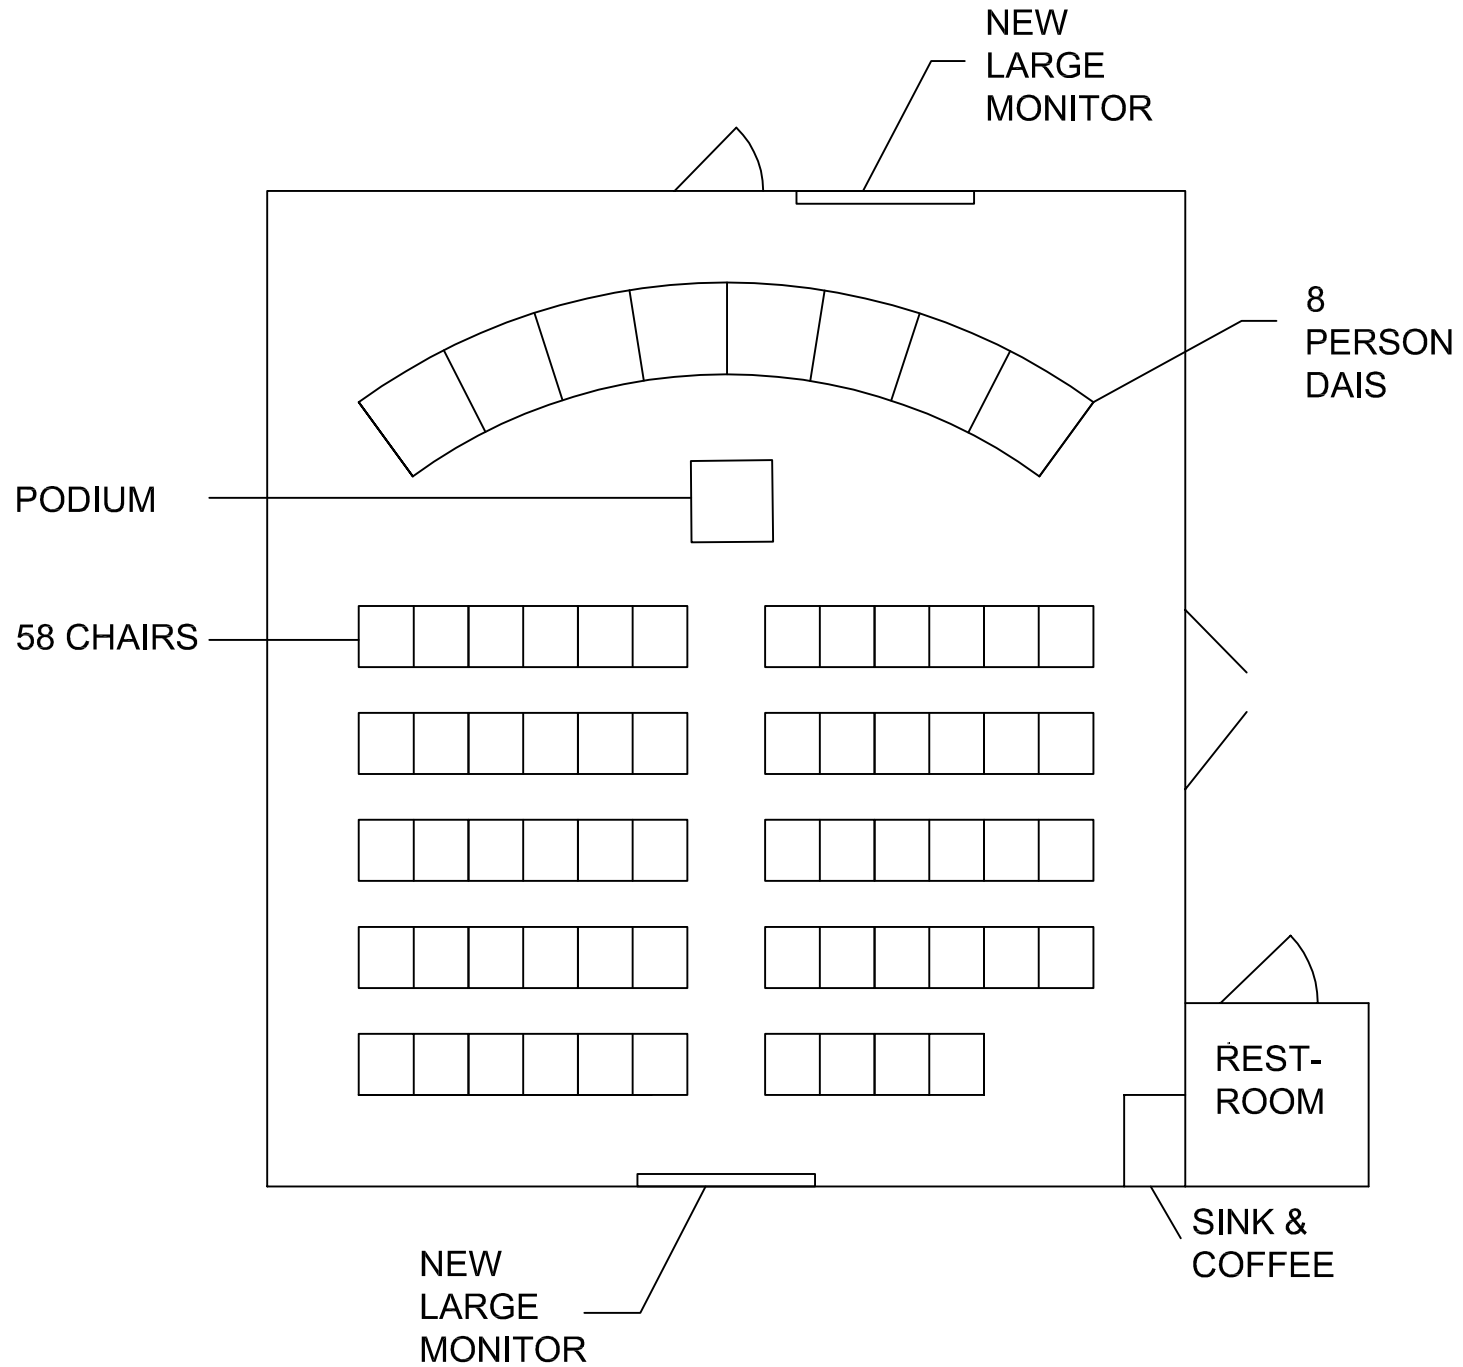 NEW
LARGE
MONITOR
8
PERSON
DAIS
PODIUM
58 CHAIRS
REST-
ROOM
SINK &
COFFEE
NEW
LARGE
MONITOR